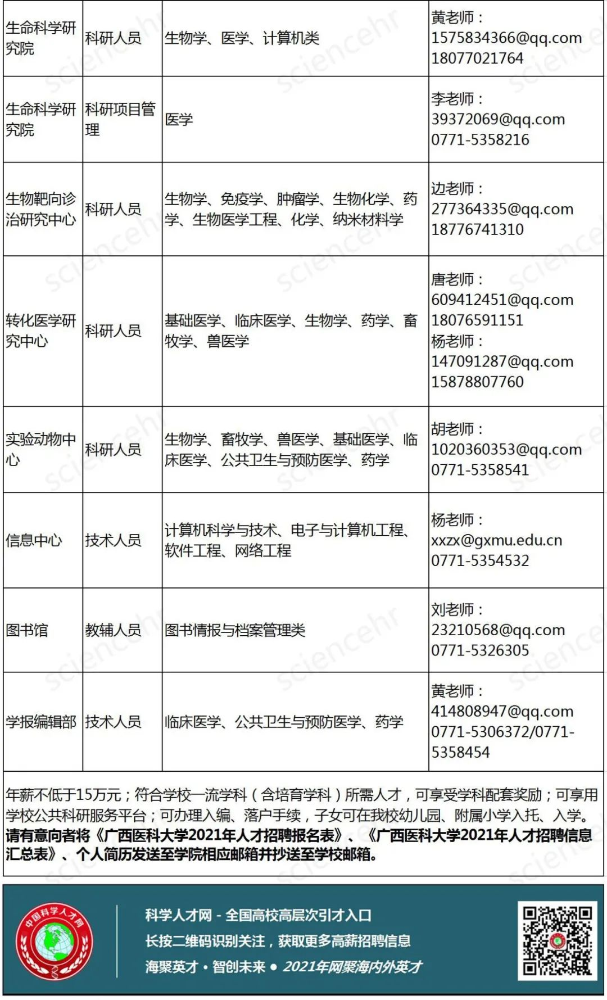 生命科学研
究院
科研人员
生物学、医学、计算机类
黄老师：
1575834366@qq.com
18077021764
生命科学研
究院
科研项目管
理
医学
李老师：
39372069@qq.com
0771-5358216
生物靶向诊
治研究中心
科研人员
生物学、免疫学、肿瘤学、生物化学、药
学、生物医学工程、化学、纳米材料学
边老师：
277364335@qq.com
18776741310
转化医学研
究中心
科研人员
基础医学、临床医学、生物学、药学、畜
牧学、兽医学
唐老师：
609412451@qq.com
18076591151
杨老师：
147091287@qq.com
15878807760
实验动物中
心
科研人员
生物学、畜牧学、兽医学、基础医学、临
床医学、公共卫生与预防医学、药学
胡老师：
1020360353@qq.com
0771-5358541
信息中心
技术人员
计算机科学与技术、电子与计算机工程、
软件工程、网络工程
杨老师：
xxzx@gxmu.edu.cn
0771-5354532
图书馆
教辅人员
图书情报与档案管理类
刘老师：
23210568@qq.com
0771-5326305
学报编辑部
技术人员
临床医学、公共卫生与预防医学、药学
黄老师：
414808947@qq.com
0771-5306372/0771-
5358454
年薪不低于15万元；符合学校一流学科（含培育学科）所需人才，可享受学科配套奖励；可享用
学校公共科研服务平台；可办理入编、落户手续，子女可在我校幼儿园、附属小学入托、入学。
请有意向者将《广西医科大学2021年人才招聘报名表》、《广西医科大学2021年人才招聘信息
汇总表》、个人简历发送至学院相应邮箱并抄送至学校邮箱。
中国科学人才网
科学人才网 - 全国高校高层次引才入口
长按二维码识别关注，获取更多高薪招聘信息
海聚英才 • 智创未来 ● 2021年网聚海内外英才
sciencehr
sciencehr
sciencehr
sciencehr
sciencehr
sciencehr
sciencehr
sciencehr